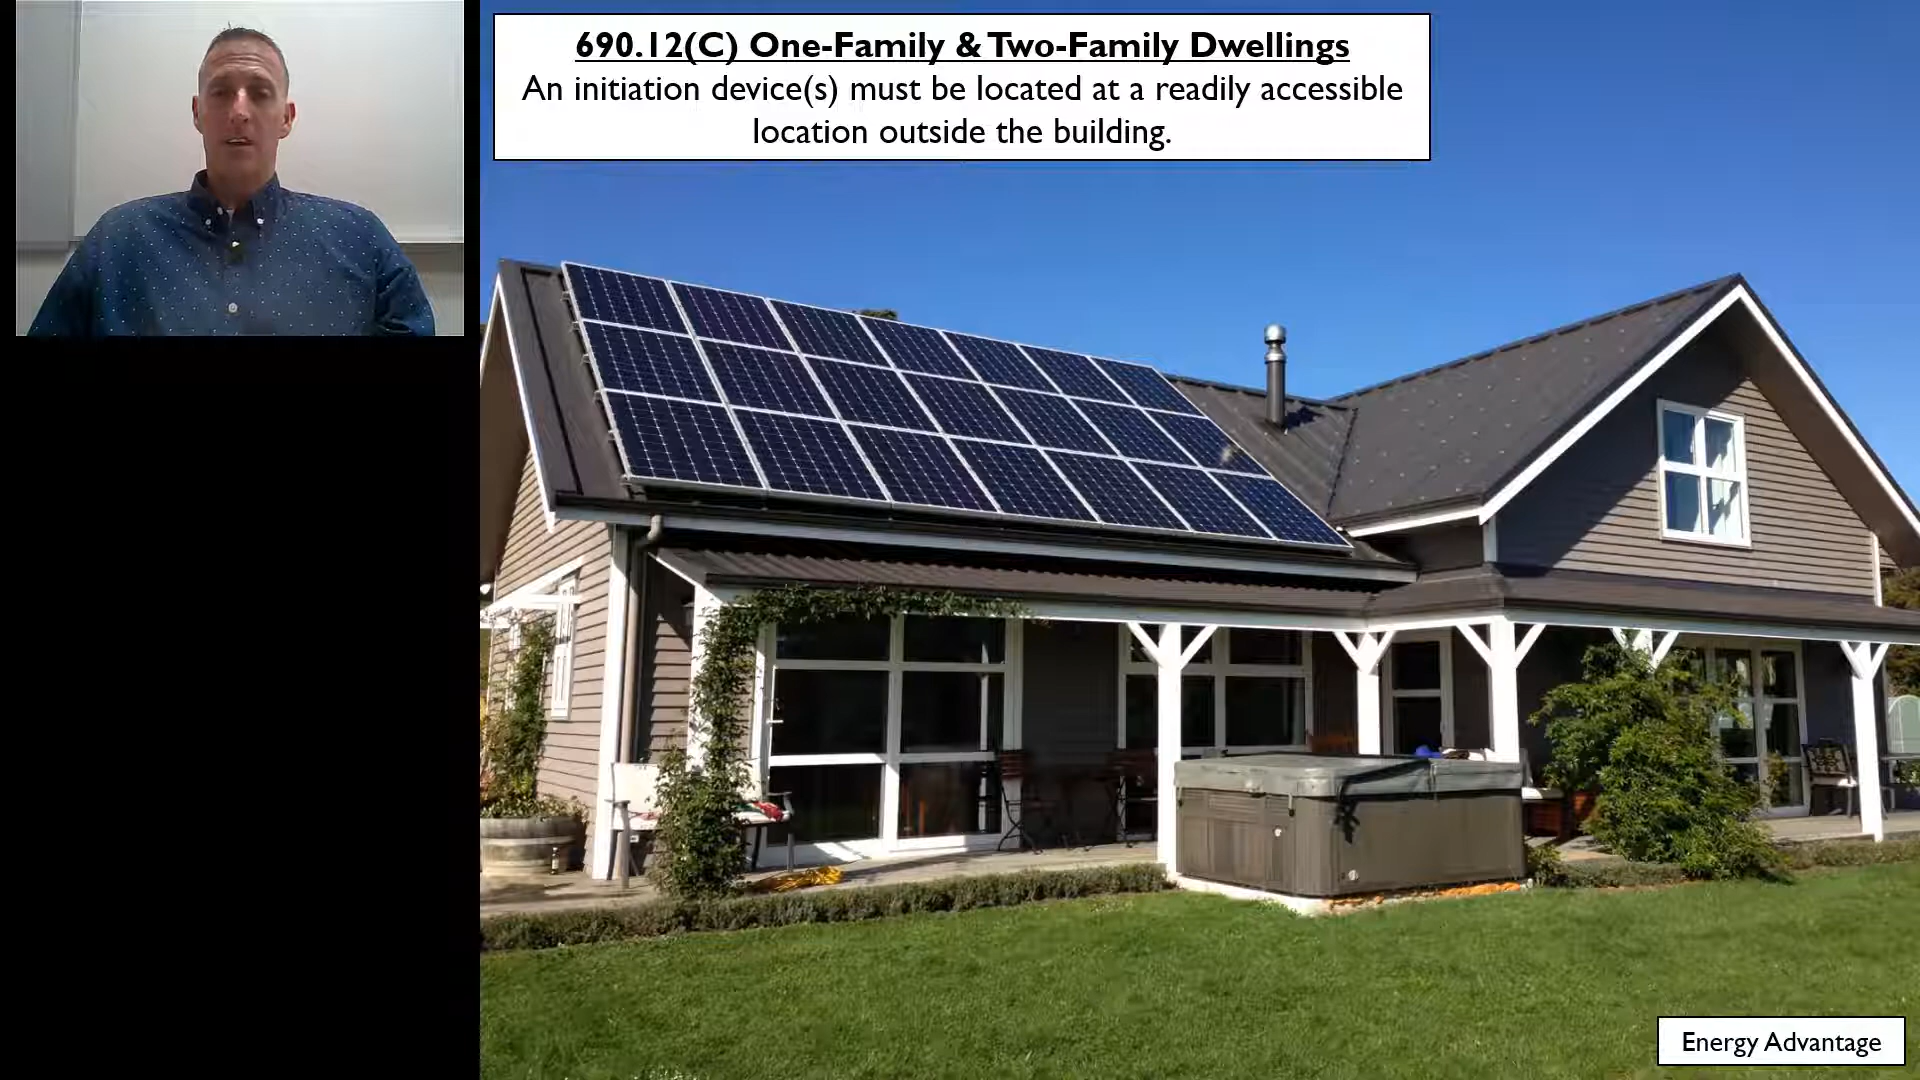 690.12(C) One-Family & Two-Family Dwellings
An initiation device(s) must be located at a readily accessible
location outside the building.
Energy Advantage